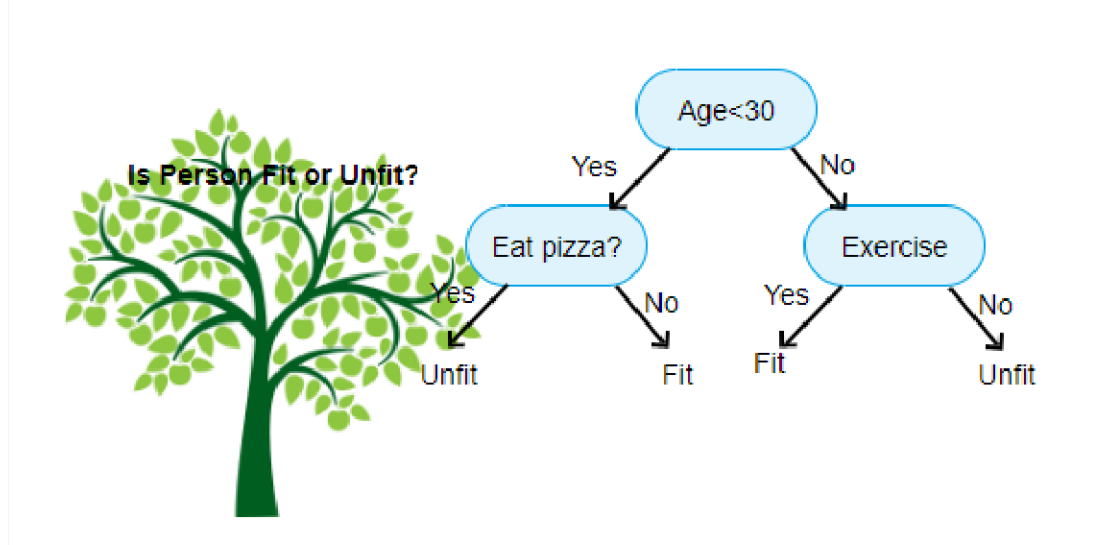 Age<30
Is Person Fit or Unfit?
Yes
No
Eat pizza?
Exercise
Yes
No
Yes
No
Unfit
Fit
Fit
Unfit